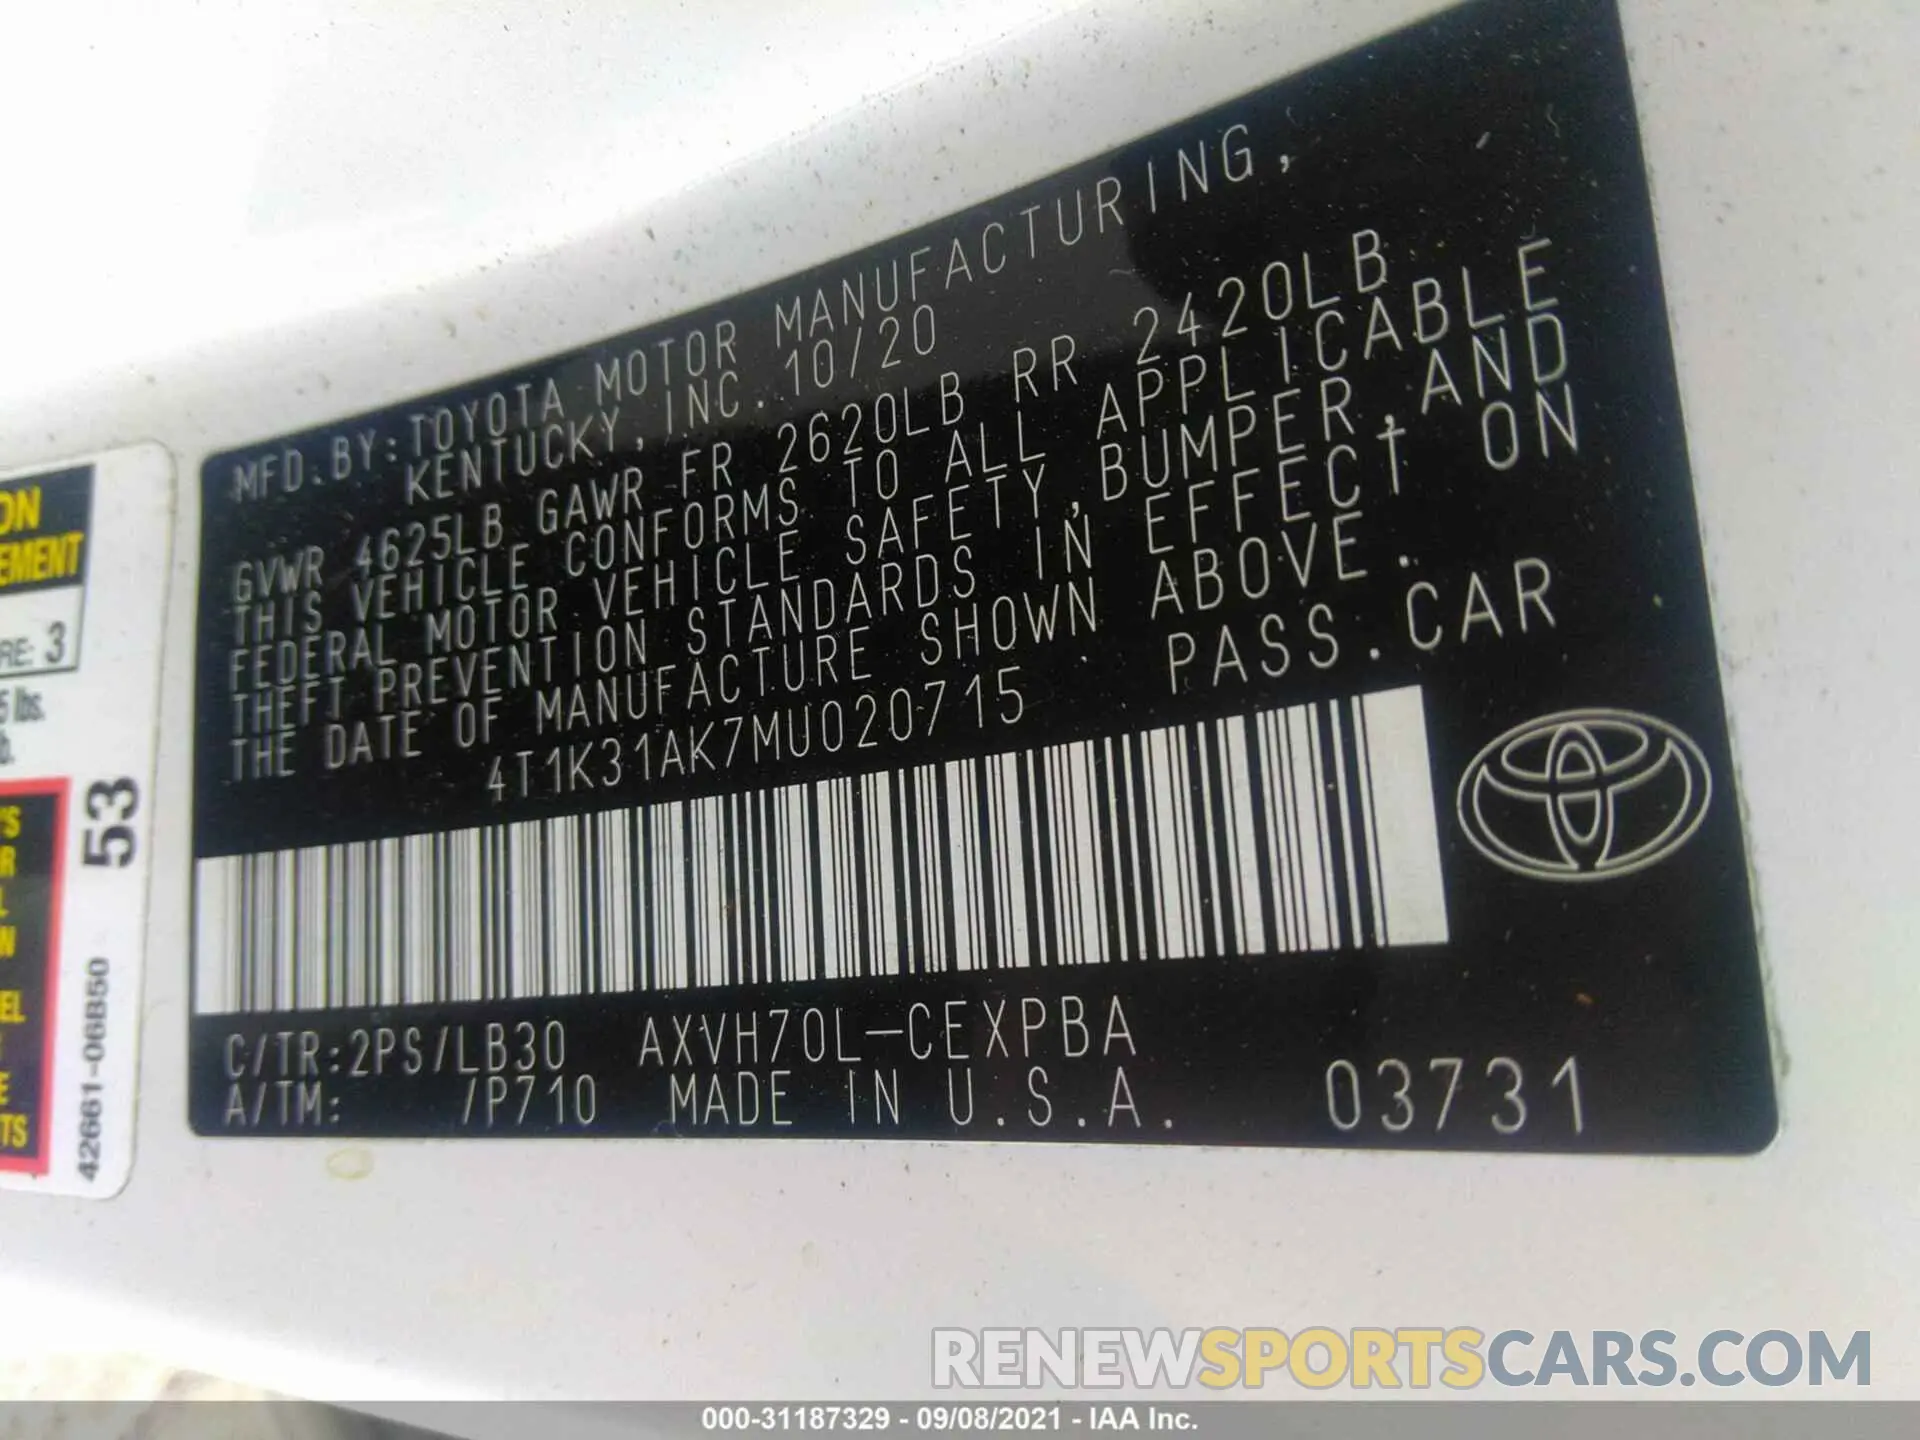 MFD.BY:TOYOTA MOTOR MANUFACTURING,
KENTUCKY,INC. 10/20
GVWR 4625LB GAWR FR 2620LB RR 2420LB
THIS VEHICLE CONFORMS TO ALL APPLICABLE
FEDERAL MOTOR VEHICLE SAFETY,BUMPER,AND
THEFT PREVENTION STANDARDS IN EFFECT ON
THE DATE OF MANUFACTURE SHOWN ABOVE.
4T1K31AK7MU020715 PASS.CAR
C/TR:2PS/LB30 AXVH70L-CEXPBA
A/TM: /P710 MADE IN U.S.A. 03731
3
lbs.
53
42661-06B50
RENEWSPORTSCARS.COM
000-31187329 - 09/08/2021 - IAA Inc.